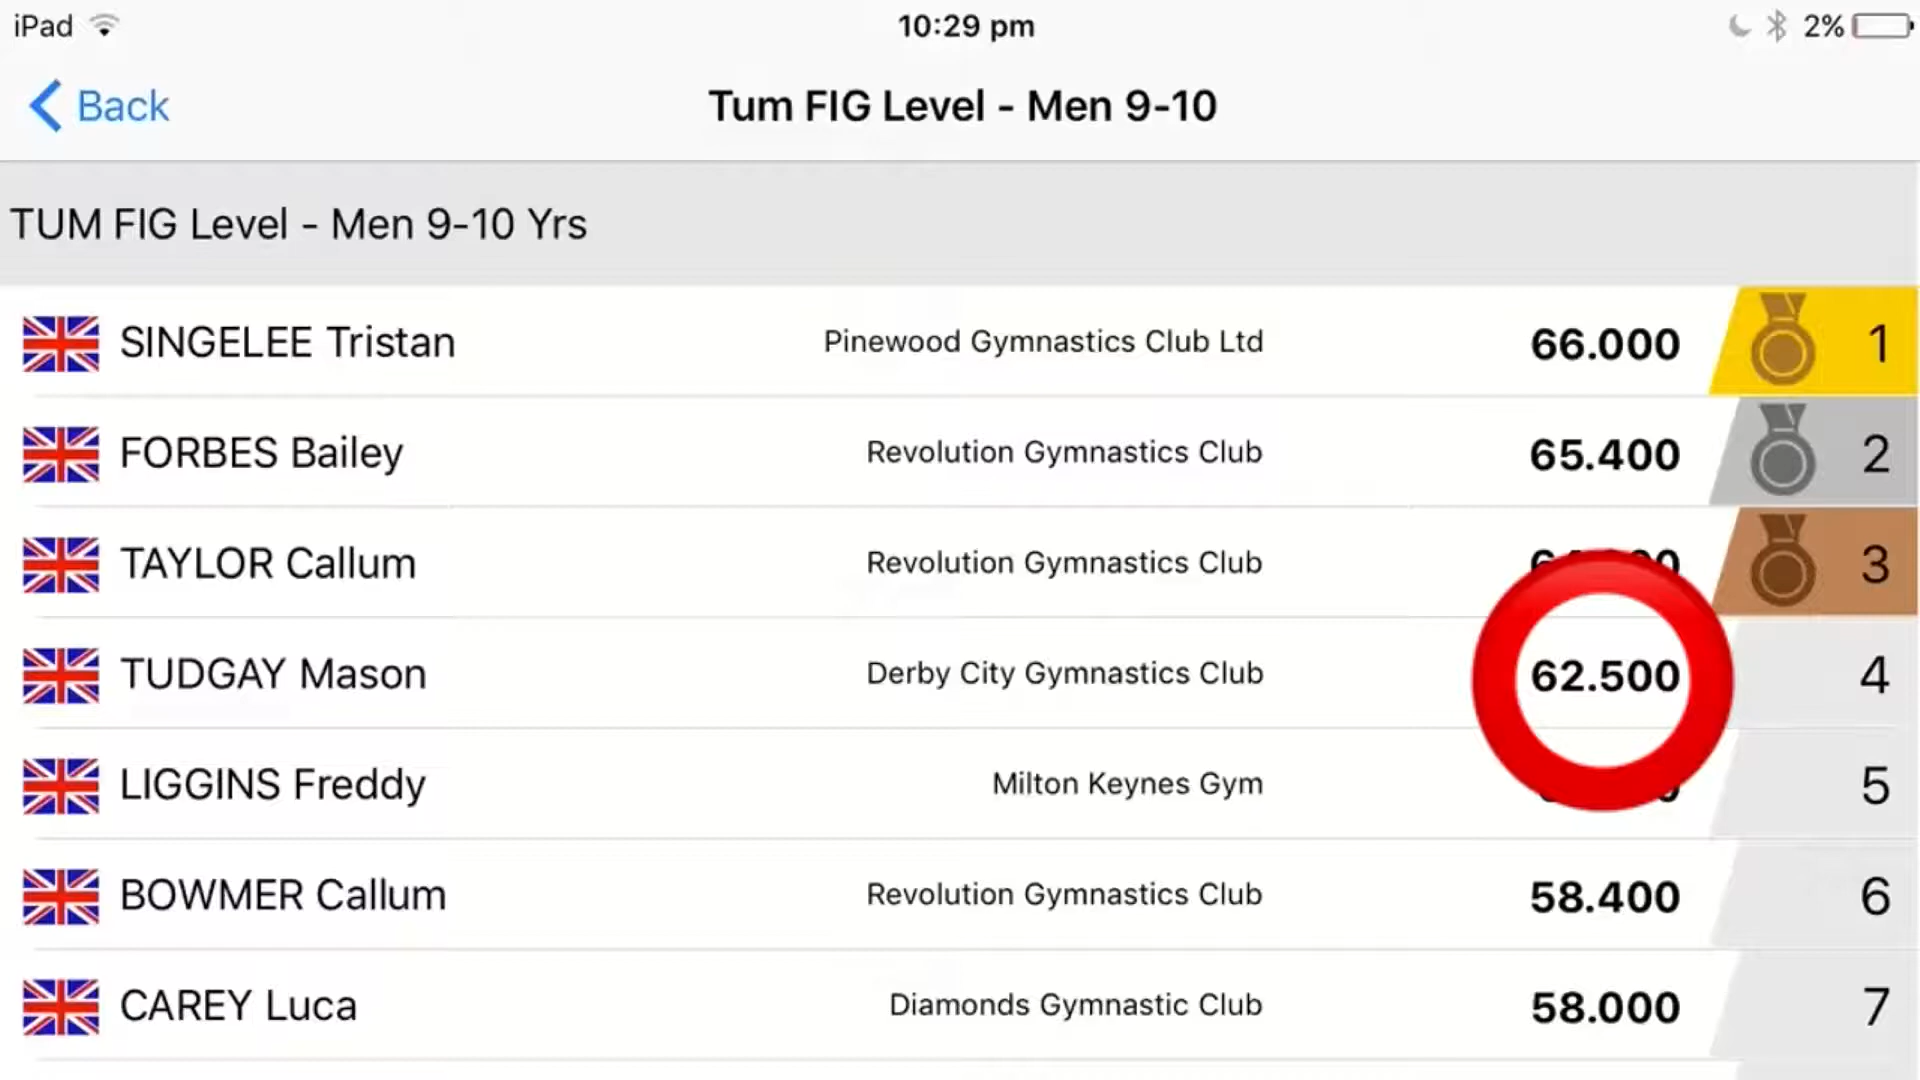 iPad 10:29 pm 2%
Back Tum FIG Level - Men 9-10
TUM FIG Level - Men 9-10 Yrs
SINGELEE Tristan Pinewood Gymnastics Club Ltd 66.000 1
FORBES Bailey Revolution Gymnastics Club 65.400 2
TAYLOR Callum Revolution Gymnastics Club 3
TUDGAY Mason Derby City Gymnastics Club 62.500 4
LIGGINS Freddy Milton Keynes Gym 5
BOWMER Callum Revolution Gymnastics Club 58.400 6
CAREY Luca Diamonds Gymnastic Club 58.000 7